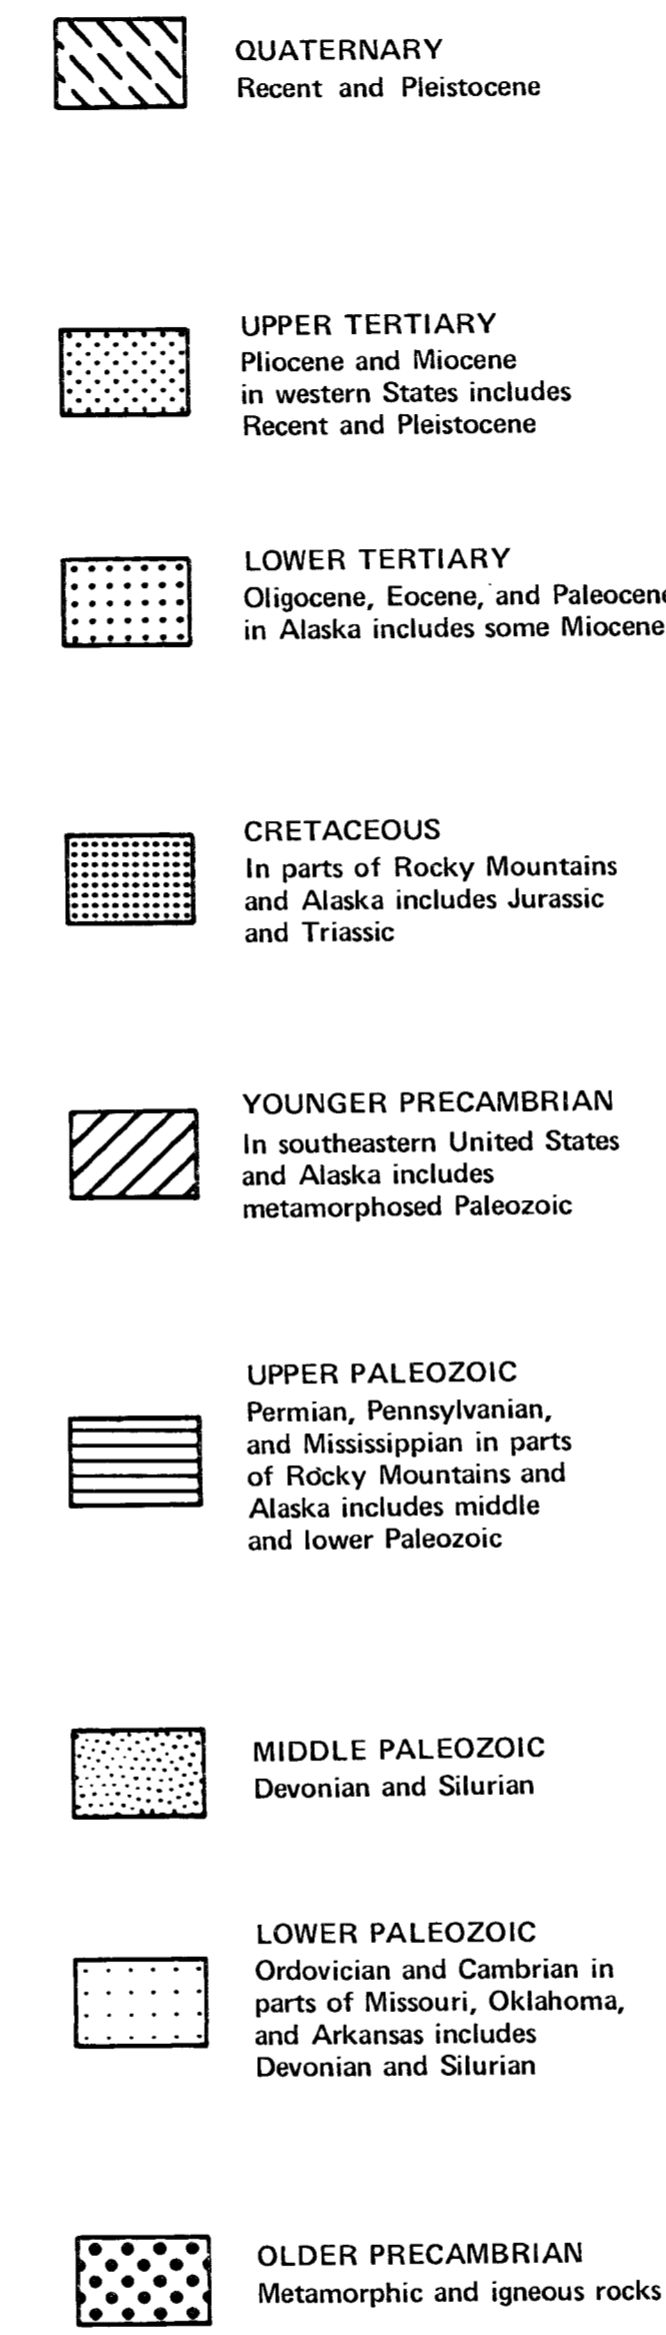 QUATERNARY
Recent and Pleistocene
UPPER TERTIARY
Pliocene and Miocene
in western States includes
Recent and Pleistocene
LOWER TERTIARY
Oligocene, Eocene, and Paleocene
in Alaska includes some Miocene
CRETACEOUS
In parts of Rocky Mountains
and Alaska includes Jurassic
and Triassic
YOUNGER PRECAMBRIAN
In southeastern United States
and Alaska includes
metamorphosed Paleozoic
UPPER PALEOZOIC
Permian, Pennsylvanian,
and Mississippian in parts
of Rocky Mountains and
Alaska includes middle
and lower Paleozoic
MIDDLE PALEOZOIC
Devonian and Silurian
LOWER PALEOZOIC
Ordovician and Cambrian in
parts of Missouri, Oklahoma,
and Arkansas includes
Devonian and Silurian
OLDER PRECAMBRIAN
Metamorphic and igneous rocks